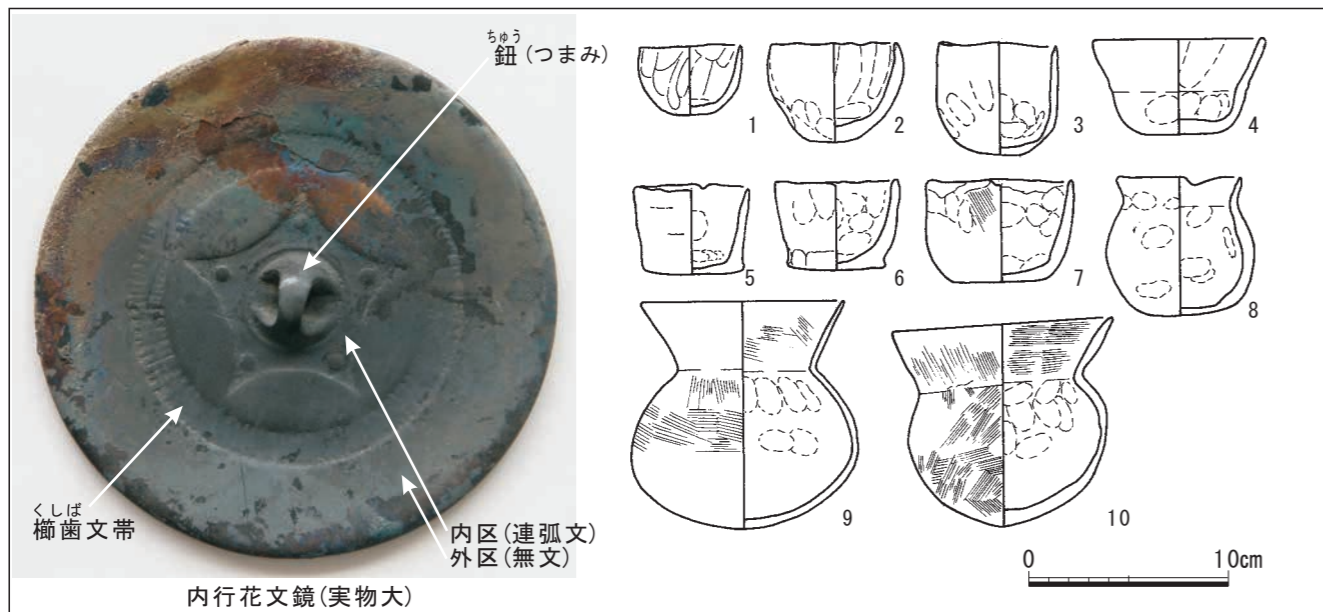 ちゅう
鈕(つまみ)
くしば
櫛歯文帯
内区(連弧文)
外区(無文)
内行花文鏡(実物大)
1
2
3
4
5
6
7
8
9
10
0 10cm